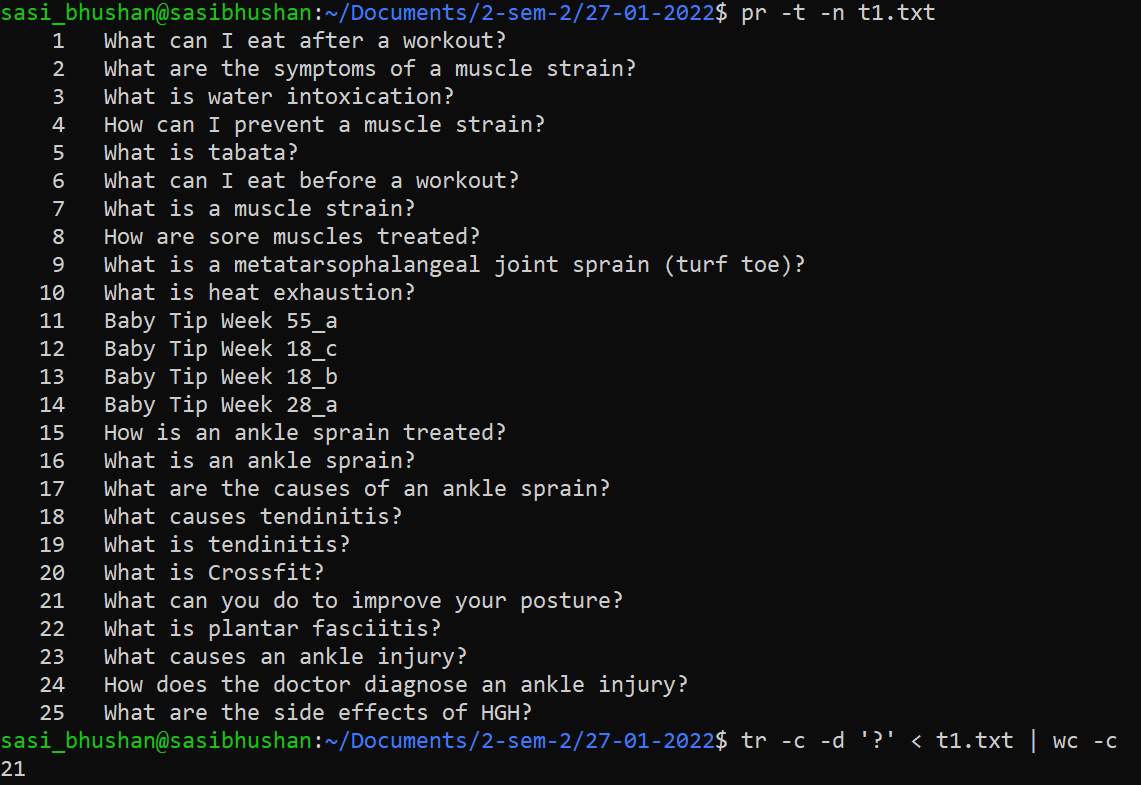 sasi_bhushan@sasibhushan:~/Documents/2-sem-2/27-01-2022$ pr -t -n t1.txt
1 What can I eat after a workout?
2 What are the symptoms of a muscle strain?
3 What is water intoxication?
4 How can I prevent a muscle strain?
5 What is tabata?
6 What can I eat before a workout?
7 What is a muscle strain?
8 How are sore muscles treated?
9 What is a metatarsophalangeal joint sprain (turf toe)?
10 What is heat exhaustion?
11 Baby Tip Week 55_a
12 Baby Tip Week 18_c
13 Baby Tip Week 18_b
14 Baby Tip Week 28_a
15 How is an ankle sprain treated?
16 What is an ankle sprain?
17 What are the causes of an ankle sprain?
18 What causes tendinitis?
19 What is tendinitis?
20 What is Crossfit?
21 What can you do to improve your posture?
22 What is plantar fasciitis?
23 What causes an ankle injury?
24 How does the doctor diagnose an ankle injury?
25 What are the side effects of HGH?
sasi_bhushan@sasibhushan:~/Documents/2-sem-2/27-01-2022$ tr -c -d '?' < t1.txt | wc -c
21